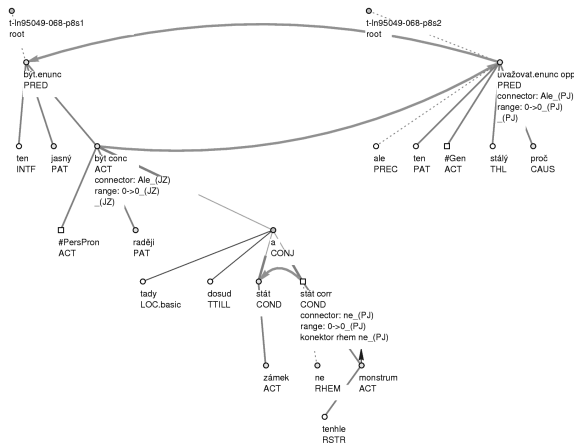 t-ln95049-068-p8s1
root
t-ln95049-068-p8s2
root
být.enunc
PRED
uvažovat.enunc opp
PRED
connector: Ale_(PJ)
range: 0->0_(PJ)
_(PJ)
ten
INTF
jasný
PAT
být conc
ACT
connector: Ale_(JZ)
range: 0->0_(JZ)
_(JZ)
ale
PREC
ten
PAT
#Gen
ACT
stálý
THL
proč
CAUS
#PersPron
ACT
raději
PAT
a
CONJ
tady
LOC.basic
dosud
TTILL
stát
COND
stát corr
COND
connector: ne_(PJ)
range: 0->0_(PJ)
konektor rhem ne_(PJ)
zámek
ACT
ne
RHEM
monstrum
ACT
tenhle
RSTR